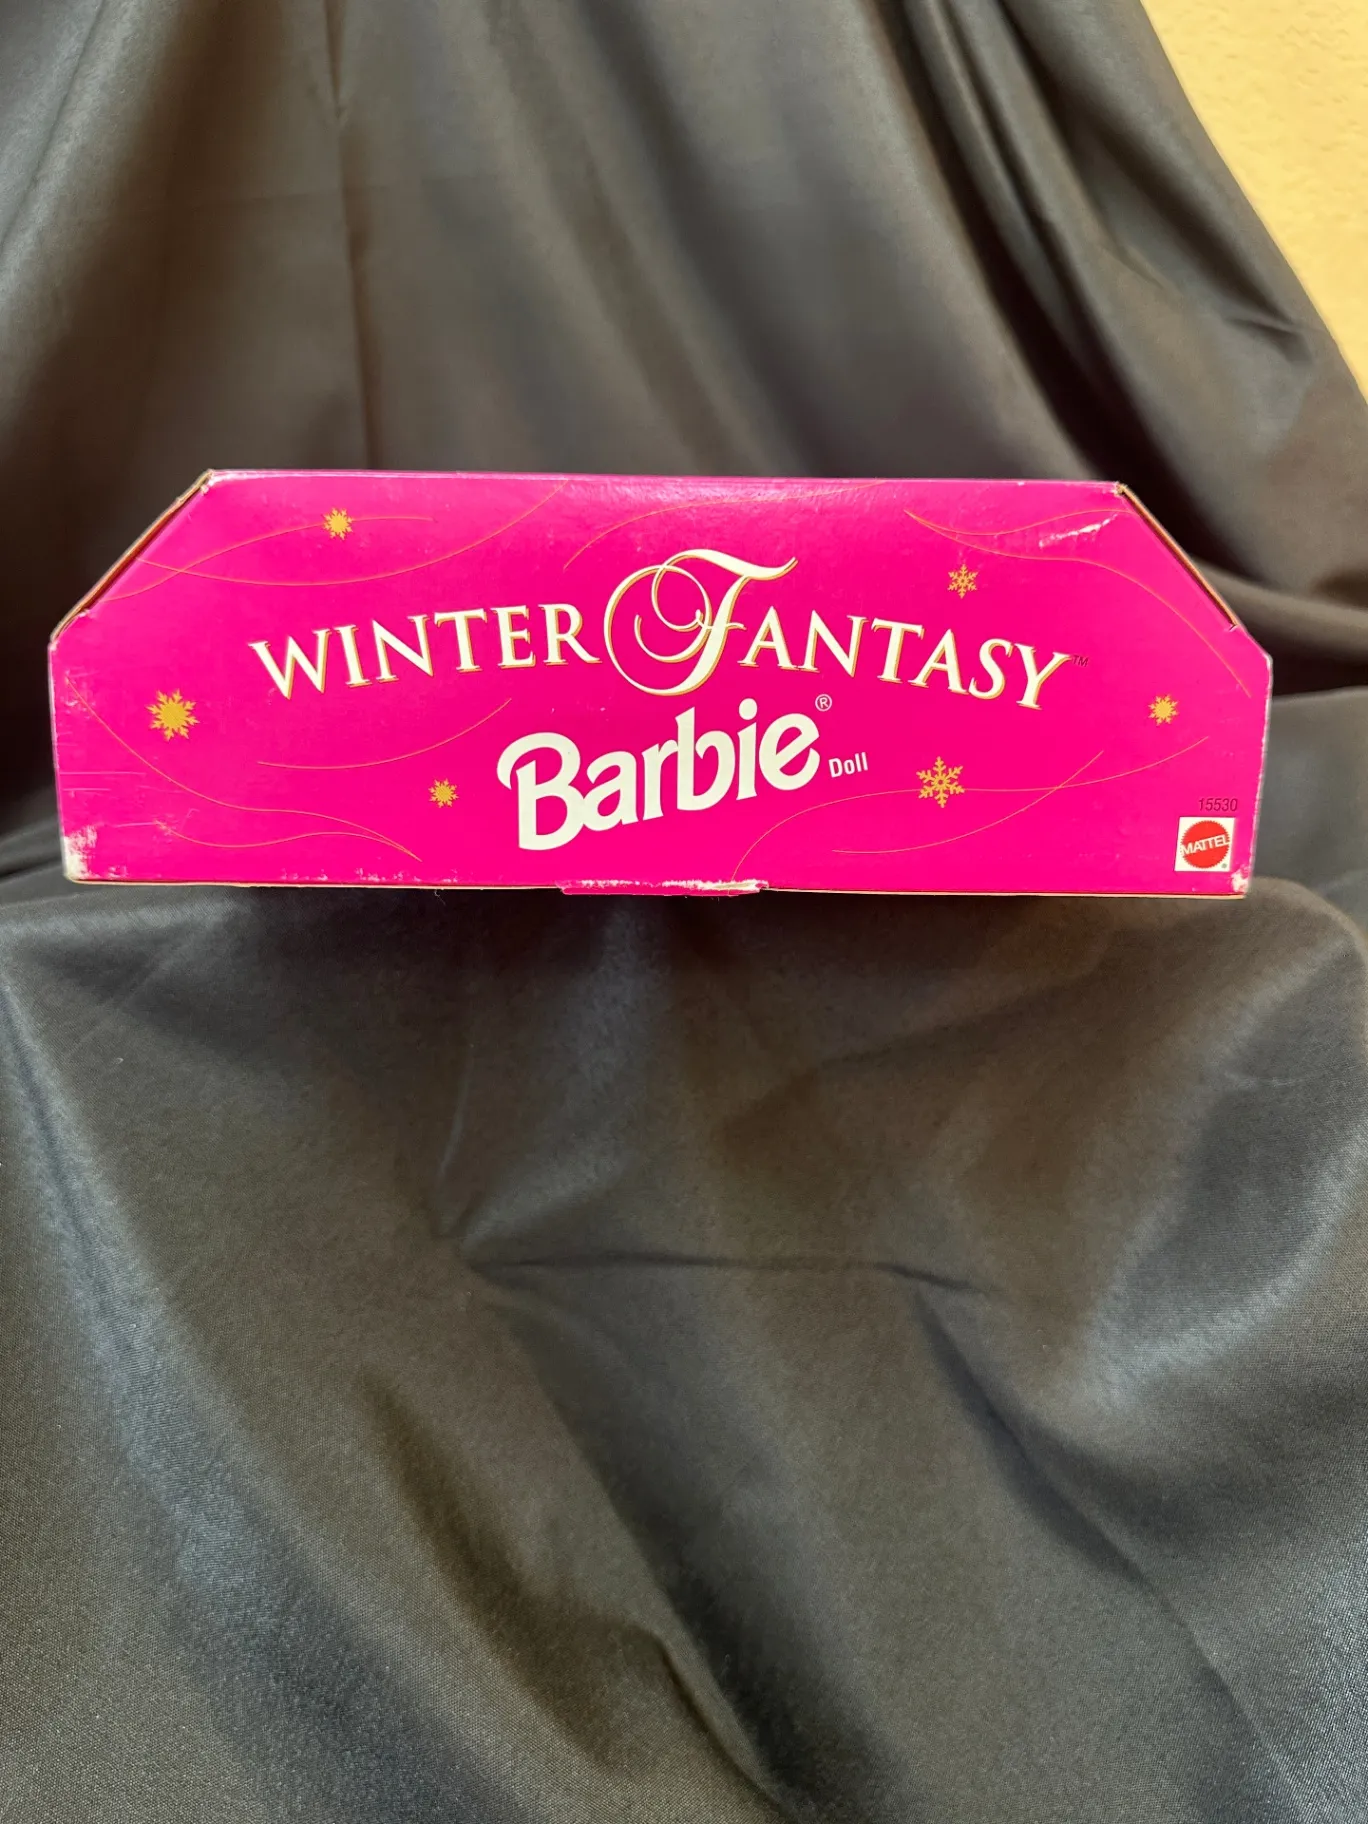 WINTER FANTASY™
Barbie® Doll
15530
MATTEL®